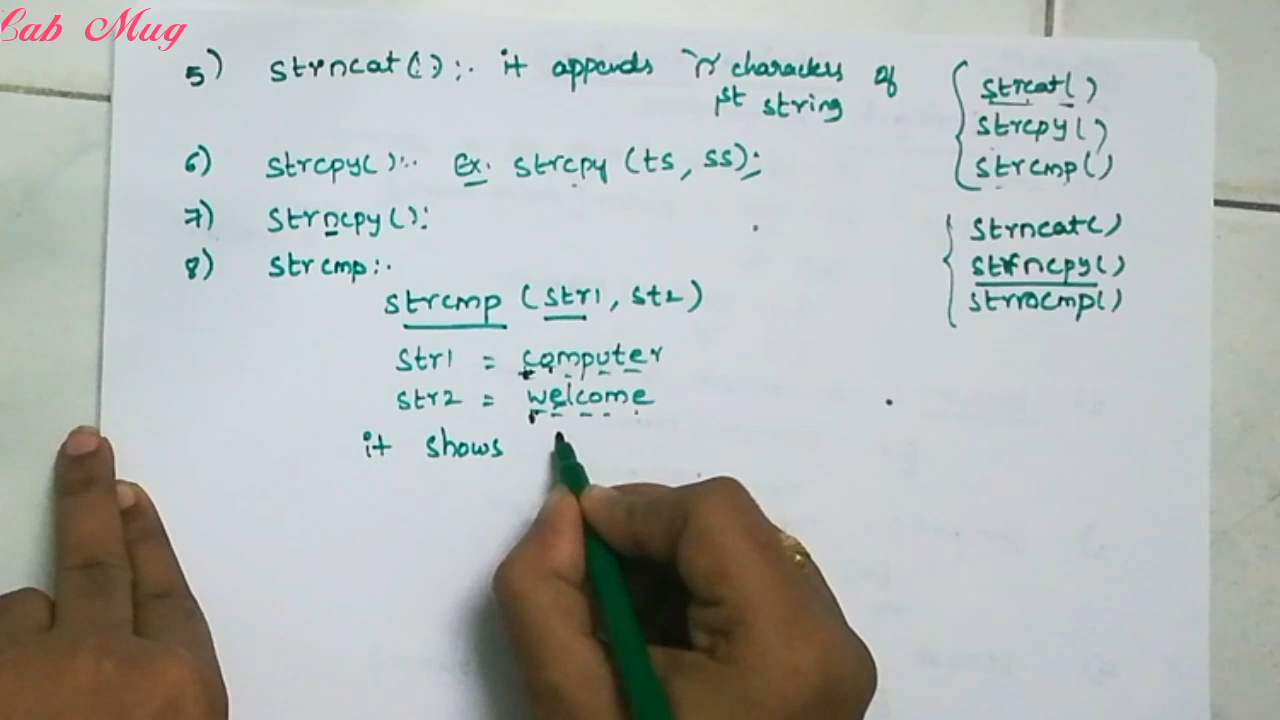 Lab Mug
5) strncat():. it appends 'n' characters of
1st string
6) strcpy():. Ex. strcpy (ts, ss);
7) strncpy():
8) strcmp:.
strcmp (str1, st2)
str1 = computer
str2 = welcome
it shows
strcat()
strcpy()
strcmp()
strncat()
strncpy()
strncmp()